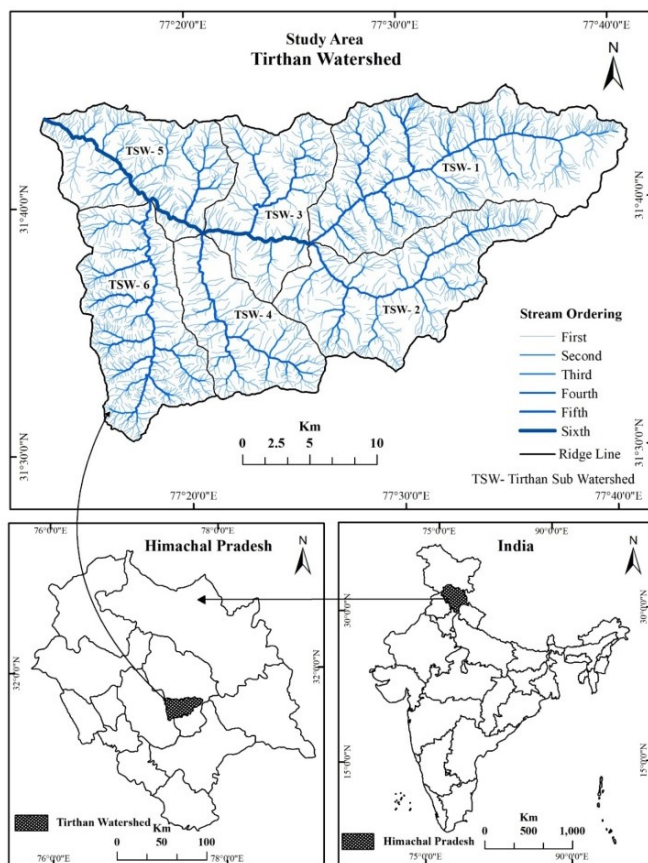 77°20'0"E
77°30'0"E
77°40'0"E
Study Area
Tirthan Watershed
N
TSW- 5
TSW- 1
TSW- 3
31°40'0"N
31°40'0"N
TSW- 6
TSW- 4
TSW- 2
Stream Ordering
First
Second
Third
Fourth
Fifth
Sixth
Ridge Line
TSW- Tirthan Sub Watershed
Km
0 2.5 5 10
31°30'0"N
31°30'0"N
77°20'0"E
77°30'0"E
77°40'0"E
76°0'0"E
78°0'0"E
Himachal Pradesh
N
32°0'0"N
32°0'0"N
Tirthan Watershed
Km
0 50 100
76°0'0"E
78°0'0"E
75°0'0"E
90°0'0"E
India
N
30°0'0"N
30°0'0"N
15°0'0"N
15°0'0"N
Himachal Pradesh
Km
0 500 1,000
75°0'0"E
90°0'0"E